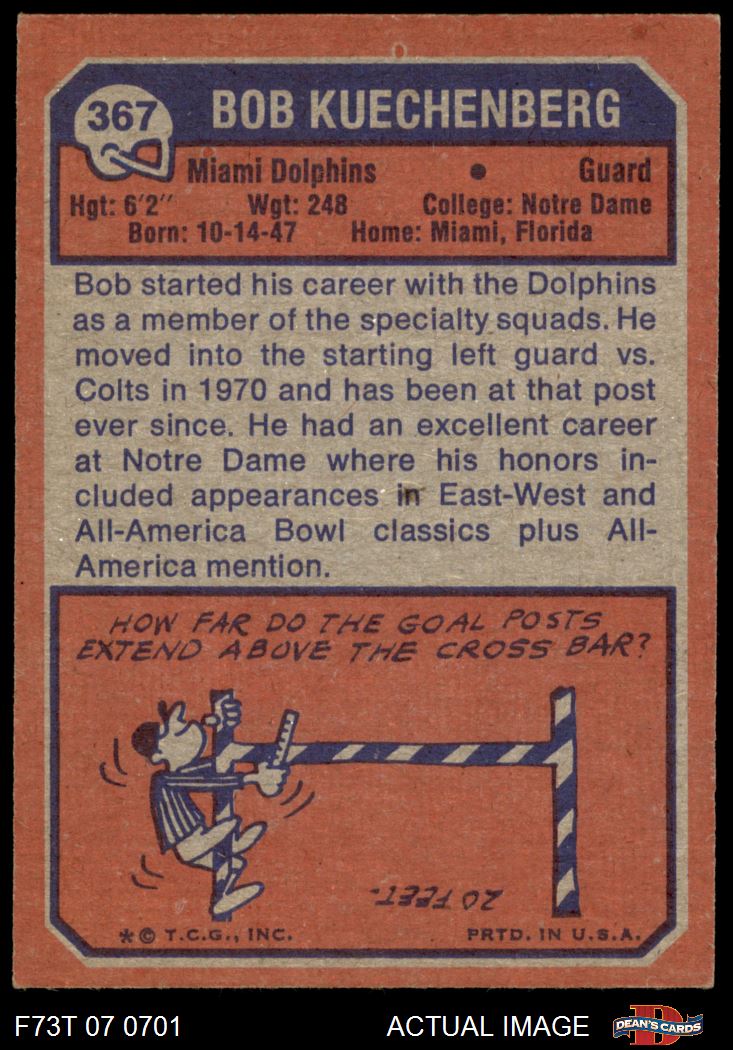 367
BOB KUECHENBERG
Miami Dolphins • Guard
Hgt: 6'2" Wgt: 248 College: Notre Dame
Born: 10-14-47 Home: Miami, Florida
Bob started his career with the Dolphins
as a member of the specialty squads. He
moved into the starting left guard vs.
Colts in 1970 and has been at that post
ever since. He had an excellent career
at Notre Dame where his honors in-
cluded appearances in East-West and
All-America Bowl classics plus All-
America mention.
HOW FAR DO THE GOAL POSTS
EXTEND ABOVE THE CROSS BAR?
20 FEET.
*© T.C.G., INC. PRTD. IN U.S.A.
F73T 07 0701 ACTUAL IMAGE D DEAN'S CARDS